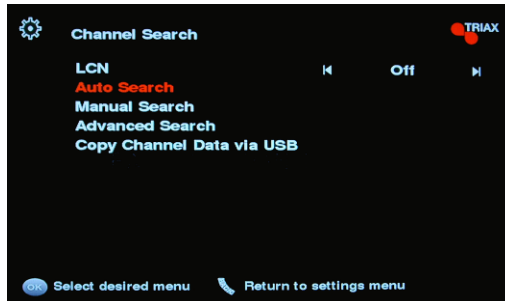 Channel Search
TRIAX
LCN Off
Auto Search
Manual Search
Advanced Search
Copy Channel Data via USB
OK Select desired menu Return to settings menu